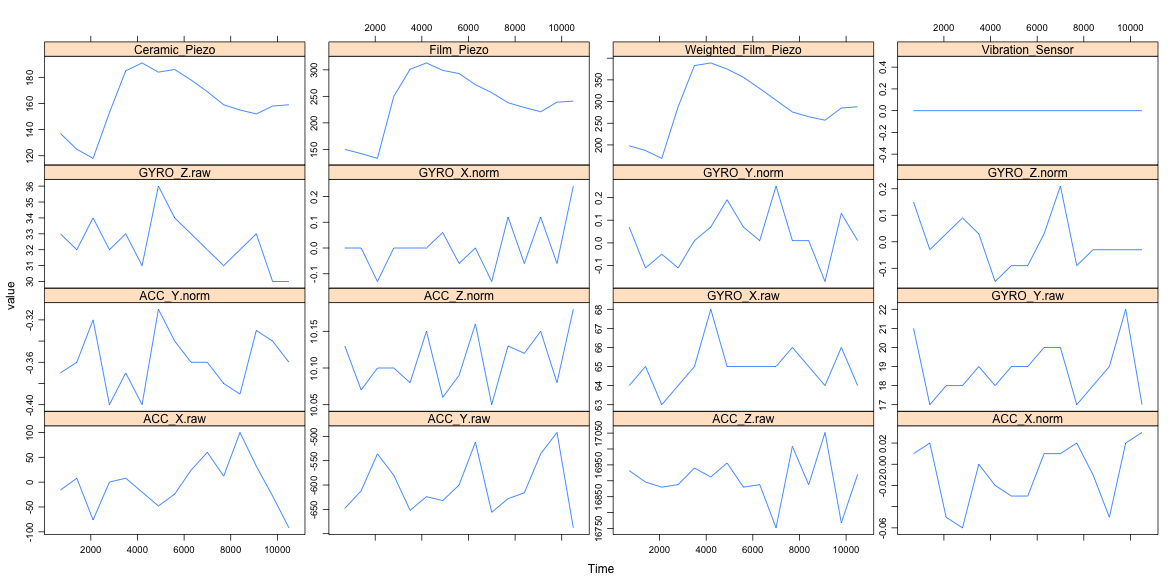 2000 4000 6000 8000 10000 2000 4000 6000 8000 10000
Ceramic_Piezo Film_Piezo Weighted_Film_Piezo Vibration_Sensor
180 300 350 0.4
160 250 300 0.2
140 200 250 0.0
120 150 200 -0.2
-0.4
GYRO_Z.raw GYRO_X.norm GYRO_Y.norm GYRO_Z.norm
36 0.2 0.2 0.2
35 0.1 0.1 0.1
34 0.0 0.0 0.0
33 -0.1 -0.1 -0.1
32
31
30
value
ACC_Y.norm ACC_Z.norm GYRO_X.raw GYRO_Y.raw
-0.32 10.15 68 22
-0.36 10.10 67 21
-0.40 10.05 66 20
65 19
64 18
63 17
ACC_X.raw ACC_Y.raw ACC_Z.raw ACC_X.norm
100 -500 17050 0.02
50 -550 16950 0.00
0 -600 16850 -0.02
-50 -650 16750 -0.06
-100
2000 4000 6000 8000 10000 2000 4000 6000 8000 10000
Time